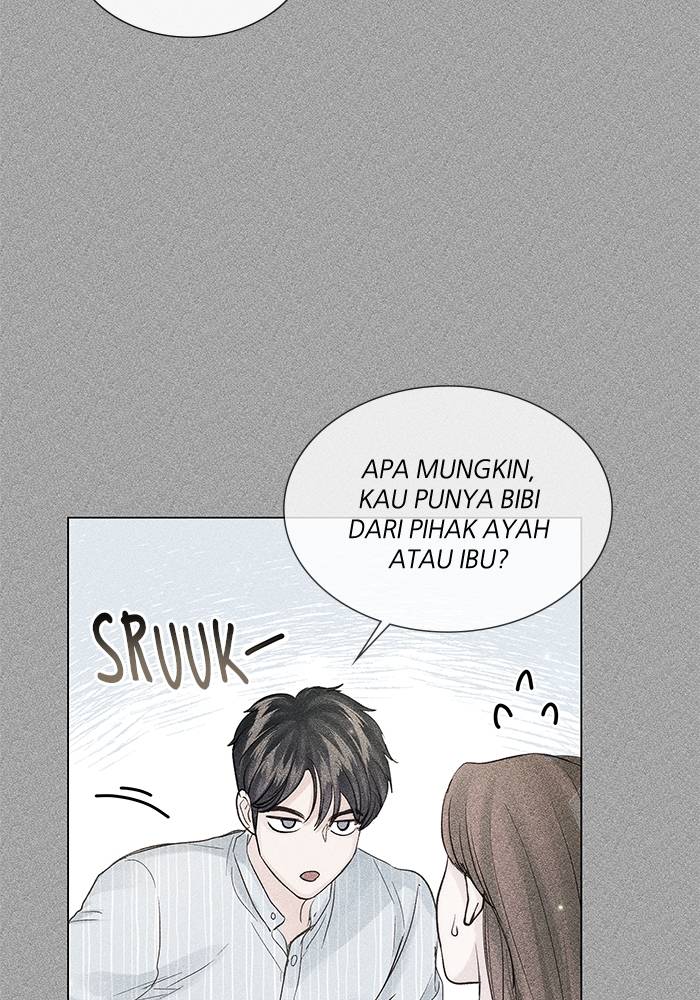 APA MUNGKIN,
KAU PUNYA BIBI
DARI PIHAK AYAH
ATAU IBU?
SRUUK-